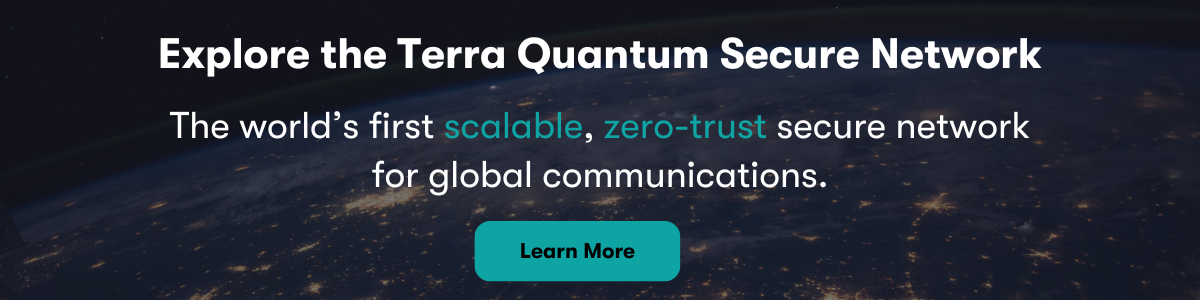 Explore the Terra Quantum Secure Network
The world’s first scalable, zero-trust secure network
for global communications.
Learn More